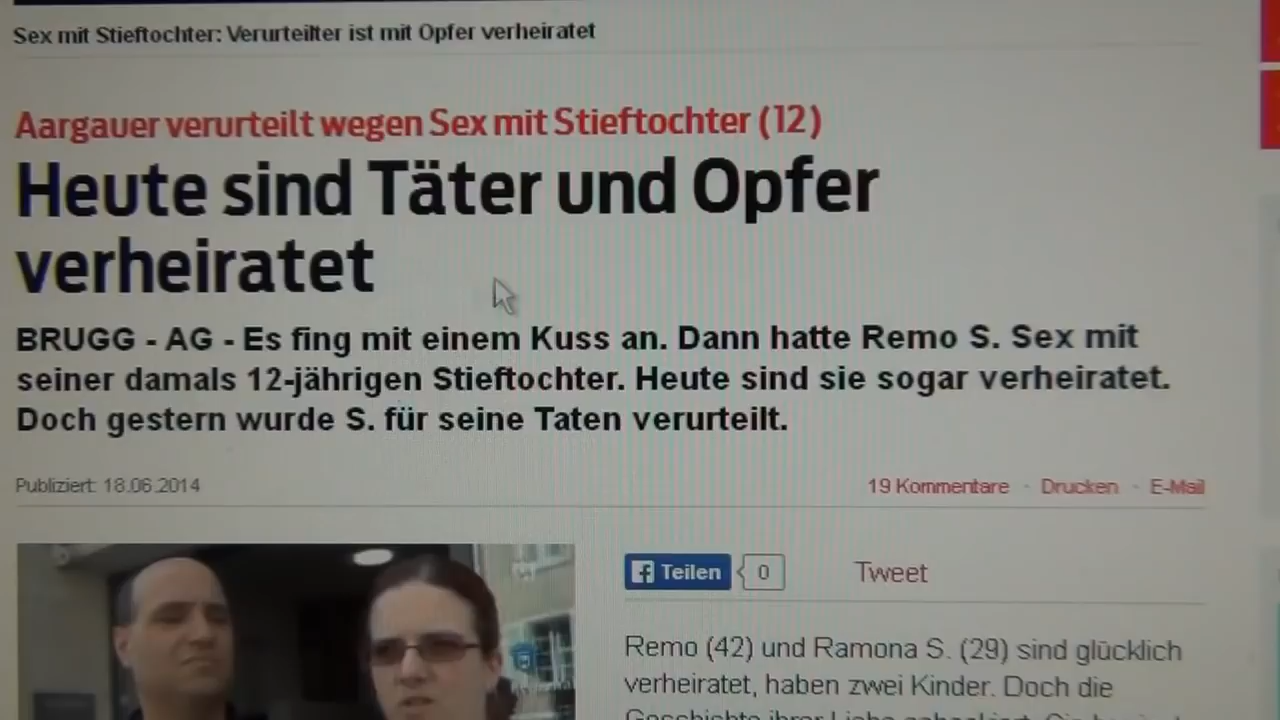 Sex mit Stieftochter: Verurteilter ist mit Opfer verheiratet
Aargauer verurteilt wegen Sex mit Stieftochter (12)
Heute sind Täter und Opfer
verheiratet
BRUGG - AG - Es fing mit einem Kuss an. Dann hatte Remo S. Sex mit
seiner damals 12-jährigen Stieftochter. Heute sind sie sogar verheiratet.
Doch gestern wurde S. für seine Taten verurteilt.
Publiziert: 18.06.2014
19 Kommentare - Drucken - E-Mail
Teilen 0 Tweet
Remo (42) und Ramona S. (29) sind glücklich
verheiratet, haben zwei Kinder. Doch die